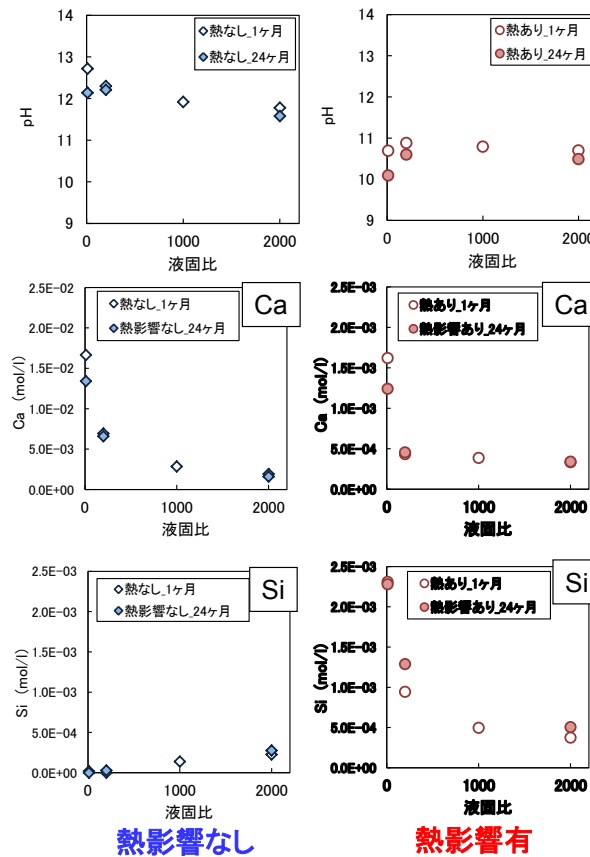 14
13
12
11
10
9
pH
0
1000
2000
液固比
熱なし_1ヶ月
熱なし_24ヶ月
14
13
12
11
10
9
pH
0
1000
2000
液固比
熱あり_1ヶ月
熱あり_24ヶ月
2.5E-02
2.0E-02
1.5E-02
1.0E-02
5.0E-03
0.0E+00
Ca (mol/l)
0
1000
2000
液固比
熱なし_1ヶ月
熱影響なし_24ヶ月
Ca
2.5E-03
2.0E-03
1.5E-03
1.0E-03
5.0E-04
0.0E+00
Ca (mol/l)
0
1000
2000
液固比
熱あり_1ヶ月
熱影響あり_24ヶ月
Ca
2.5E-03
2.0E-03
1.5E-03
1.0E-03
5.0E-04
0.0E+00
Si (mol/l)
0
1000
2000
液固比
熱なし_1ヶ月
熱影響なし_24ヶ月
Si
2.5E-03
2.0E-03
1.5E-03
1.0E-03
5.0E-04
0.0E+00
Si (mol/l)
0
1000
2000
液固比
熱あり_1ヶ月
熱影響あり_24ヶ月
Si
熱影響なし
熱影響有